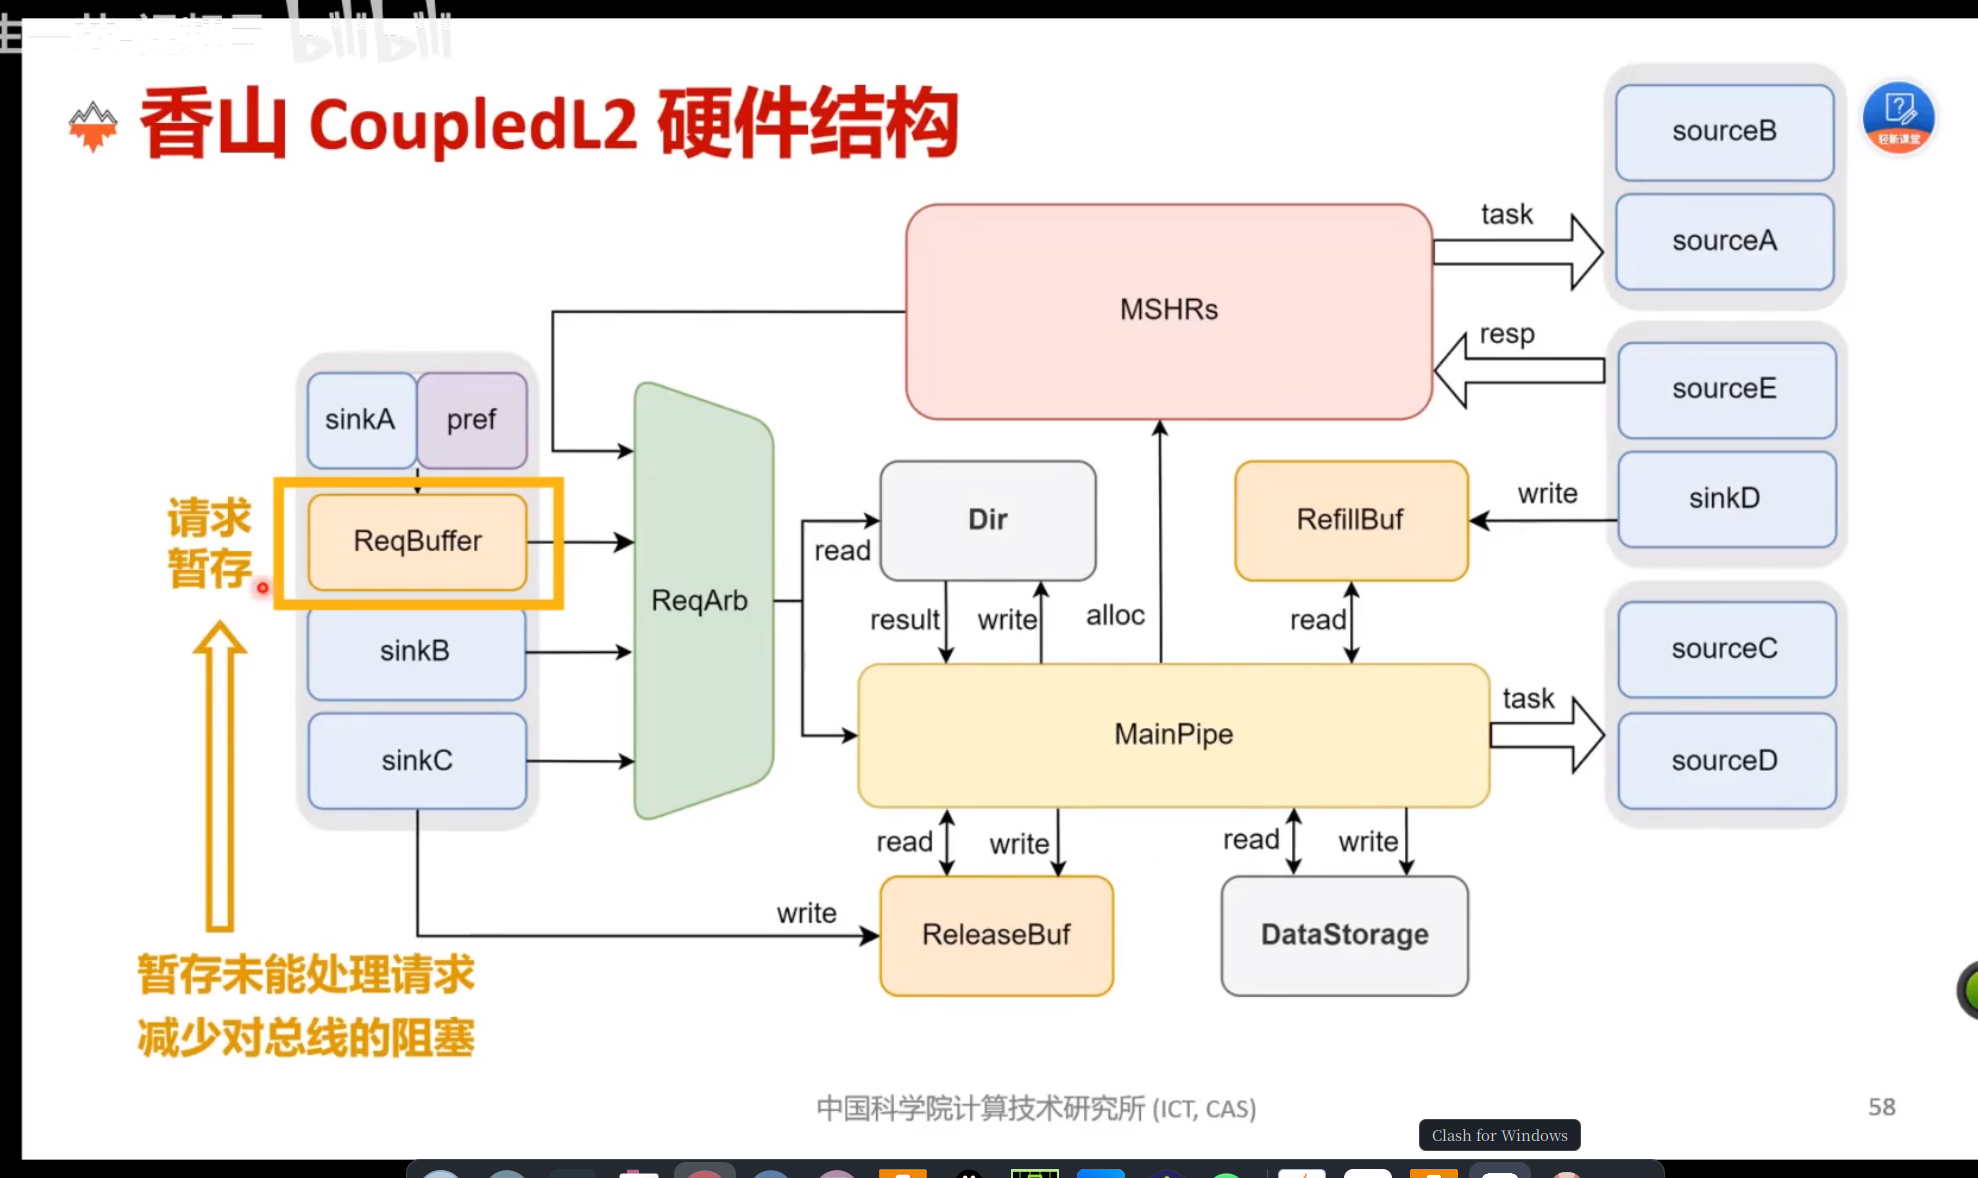 bilibili
香山 CoupledL2 硬件结构
轻新课堂
sourceB
sourceA
task
MSHRs
resp
sourceE
sinkD
write
sinkA
pref
请求
暂存
ReqBuffer
sinkB
sinkC
ReqArb
read
Dir
RefillBuf
result
write
alloc
read
MainPipe
task
sourceC
sourceD
read
write
read
write
write
ReleaseBuf
DataStorage
暂存未能处理请求
减少对总线的阻塞
中国科学院计算技术研究所 (ICT, CAS)
58
Clash for Windows